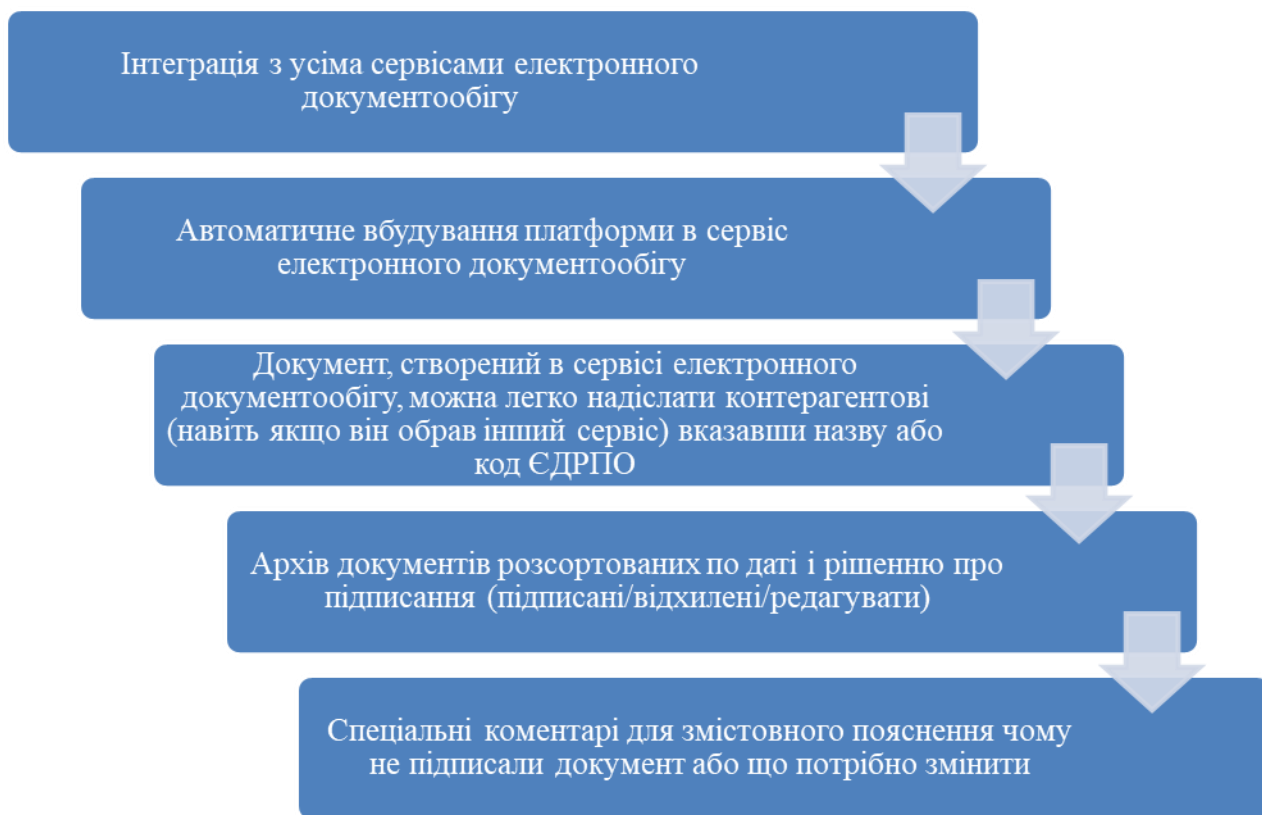 Інтеграція з усіма сервісами електронного
документообігу
Автоматичне вбудування платформи в сервіс
електронного документообігу
Документ, створений в сервісі електронного
документообігу, можна легко надіслати контерагентові
(навіть якщо він обрав інший сервіс) вказавши назву або
код ЄДРПО
Архів документів розсортованих по даті і рішенню про
підписання (підписані/відхилені/редагувати)
Спеціальні коментарі для змістовного пояснення чому
не підписали документ або що потрібно змінити